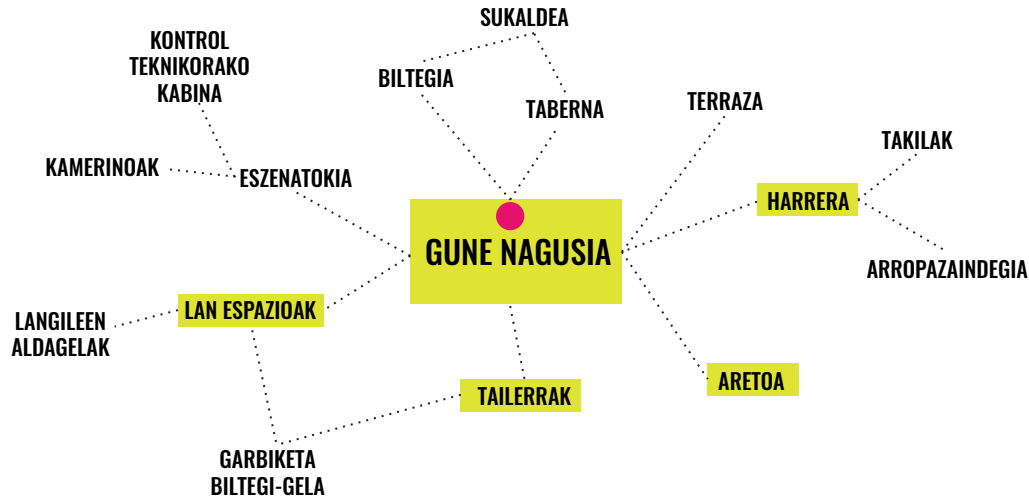 SUKALDEA
KONTROL
TEKNIKORAKO
KABINA
BILTEGIA
TABERNA
TERRAZA
TAKILAK
KAMERINOAK
ESZENATOKIA
HARRERA
GUNE NAGUSIA
ARROPAZAINDEGIA
LAN ESPAZIOAK
LANGILEEN
ALDAGELAK
ARETOA
TAILERRAK
GARBIKETA
BILTEGI-GELA